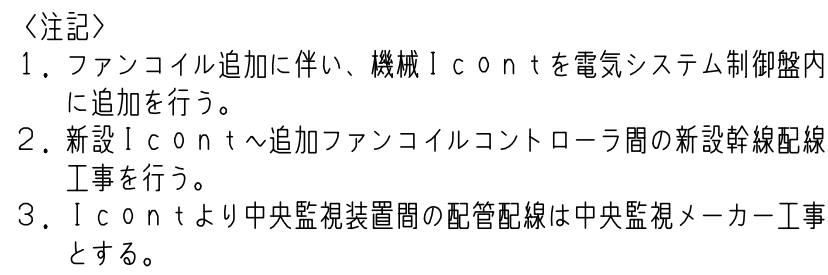 〈注記〉
１．ファンコイル追加に伴い、機械Ｉｃｏｎｔを電気システム制御盤内
に追加を行う。
２．新設Ｉｃｏｎｔ～追加ファンコイルコントローラ間の新設幹線配線
工事を行う。
３．Ｉｃｏｎｔより中央監視装置間の配管配線は中央監視メーカー工事
とする。